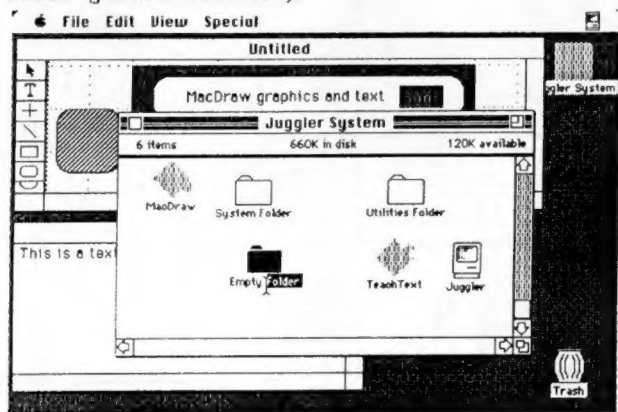 File Edit View Special
Untitled
MacDraw graphics and text
Juggler System
6 items 660K in disk 120K available
MacDraw System Folder Utilities Folder
Empty Folder TeachText Juggler
ggler System
This is a text
T
Trash